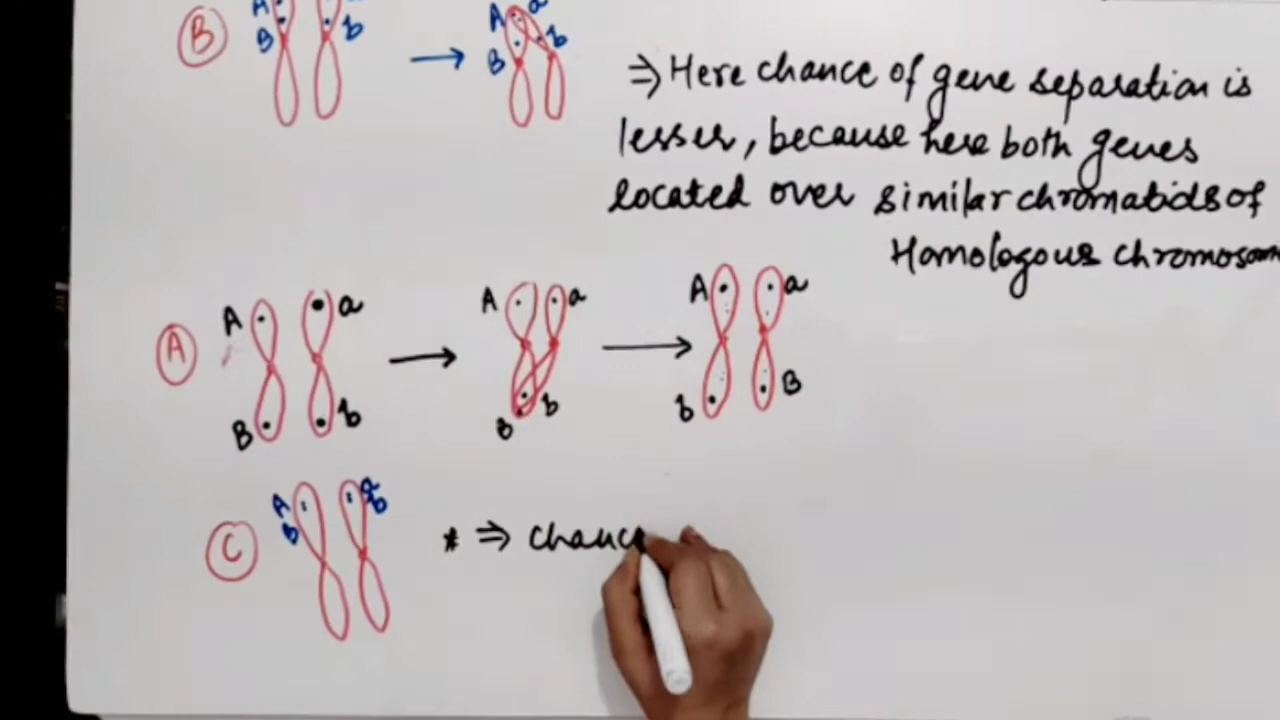 A a
B b
Ⓑ → A a
B b
⇒ Here chance of gene separation is
lesser, because here both genes
located over similar chromatids of
Homologous chromosom
Ⓐ A a → A a → A a
B b B b b B
Ⓒ A a
B b
* ⇒ Chanc